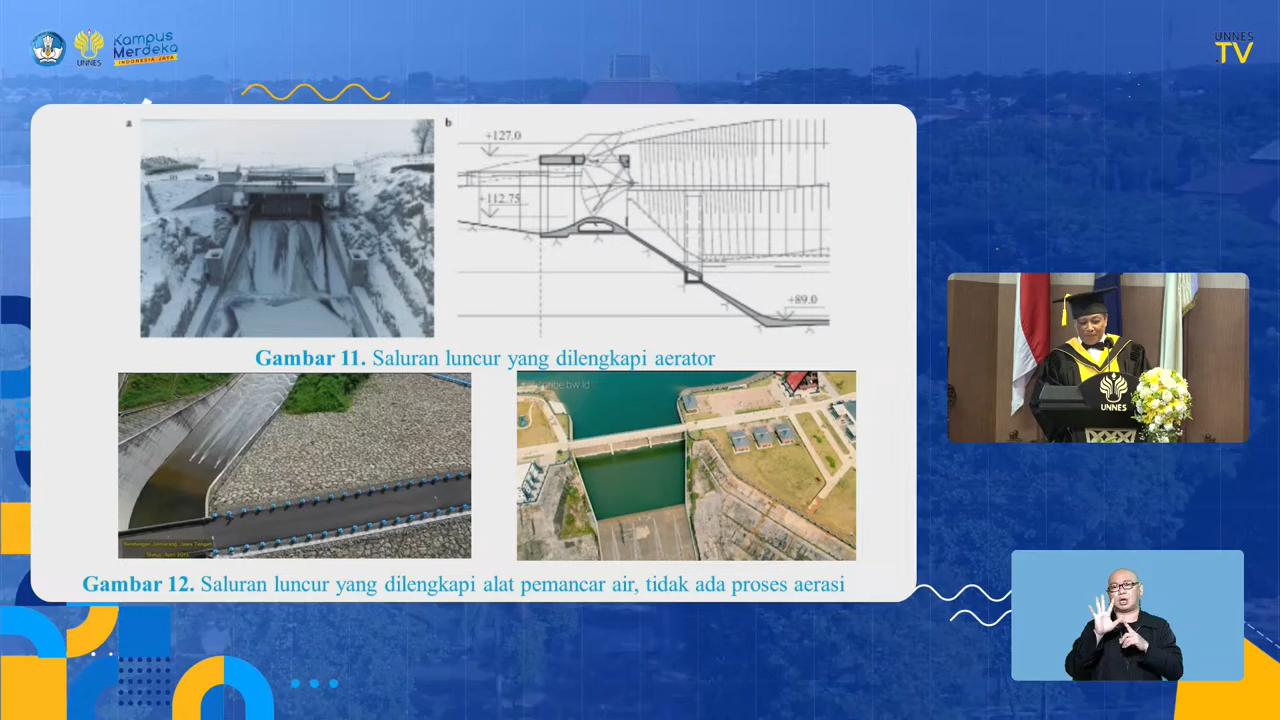 Kampus
Merdeka
INDONESIA JAYA
UNNES
UNNES
TV
a
b
+127.0
+112.75
+89.0
Gambar 11. Saluran luncur yang dilengkapi aerator
Gambar 12. Saluran luncur yang dilengkapi alat pemancar air, tidak ada proses aerasi
UNNES